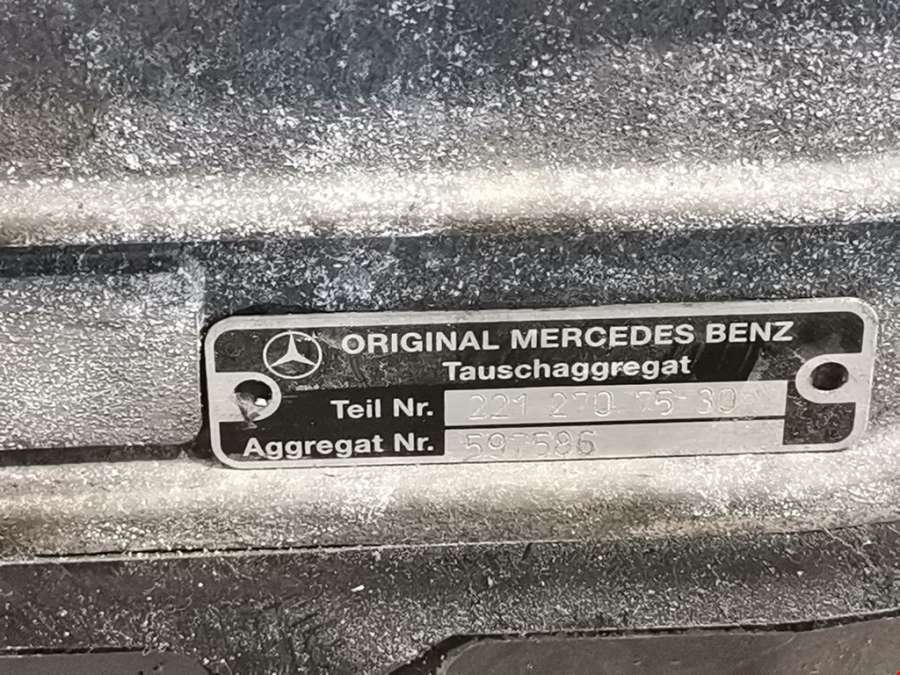 ORIGINAL MERCEDES BENZ
Tauschaggregat
Teil Nr. 221 270 75 30
Aggregat Nr. 597586